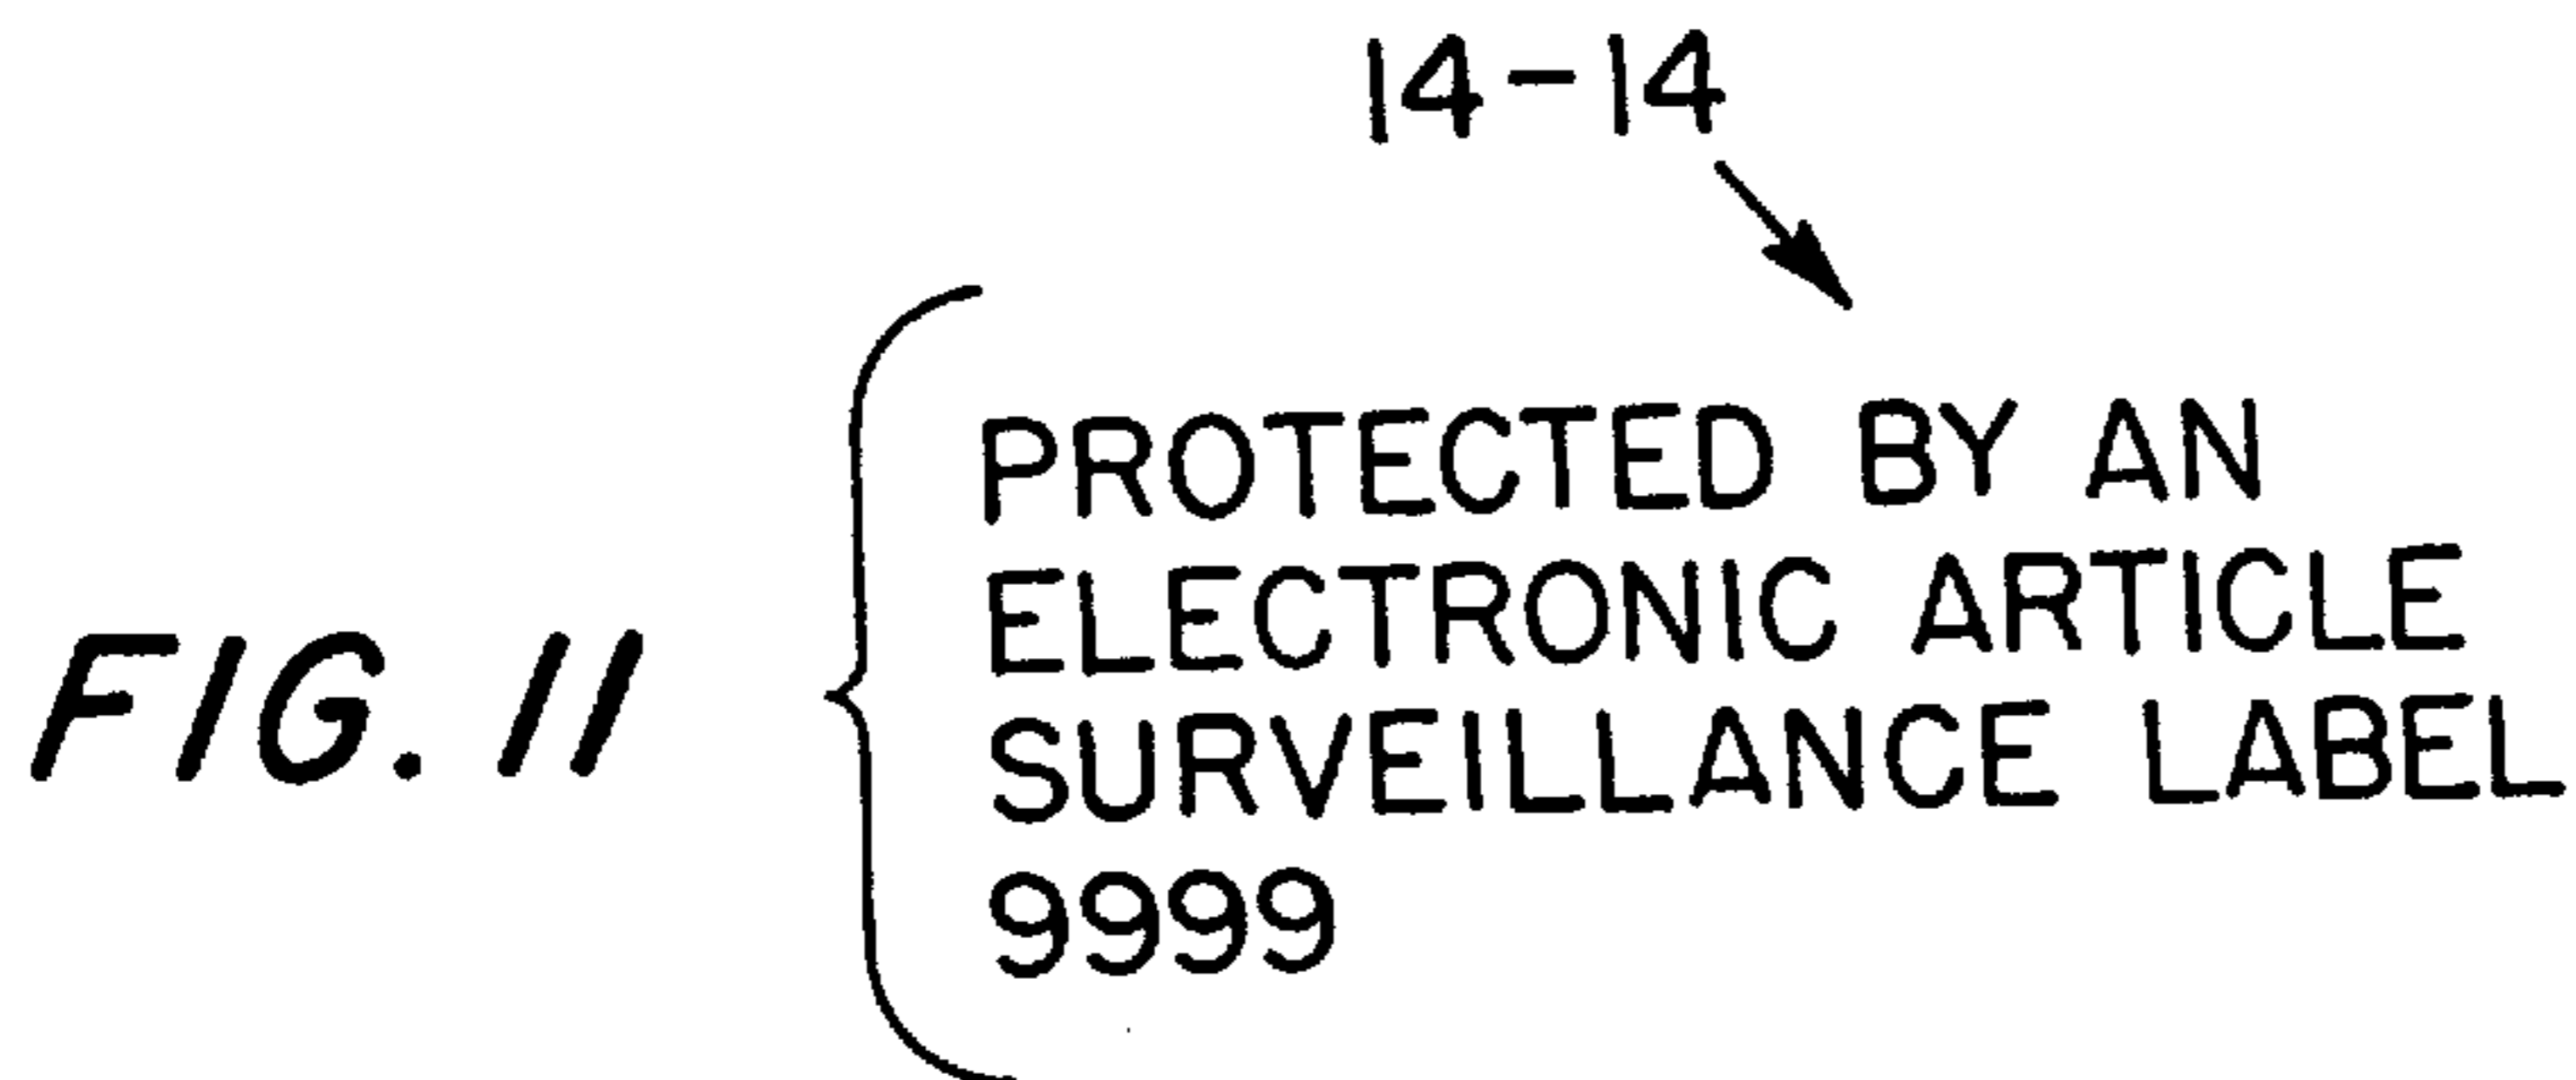 14-14
PROTECTED BY AN
ELECTRONIC ARTICLE
SURVEILLANCE LABEL
9999
FIG. 11